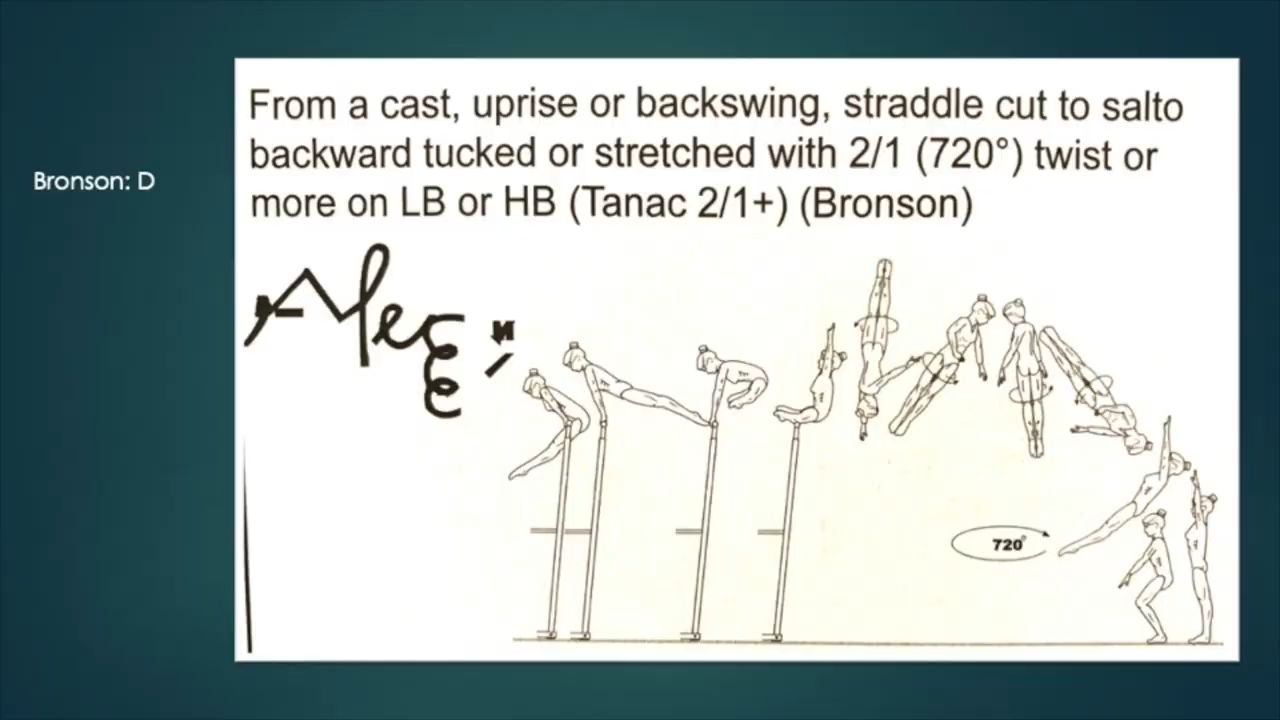 Bronson: D
From a cast, uprise or backswing, straddle cut to salto
backward tucked or stretched with 2/1 (720°) twist or
more on LB or HB (Tanac 2/1+) (Bronson)
720°